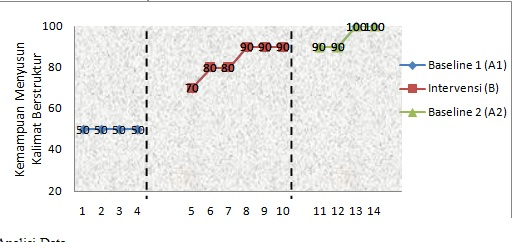 Kemampuan Menyusun
Kalimat Berstruktur
100
80
60
40
20
50 50 50 50
70
80 80
90 90 90
90 90
100 100
1 2 3 4 5 6 7 8 9 10 11 12 13 14
Baseline 1 (A1)
Intervensi (B)
Baseline 2 (A2)